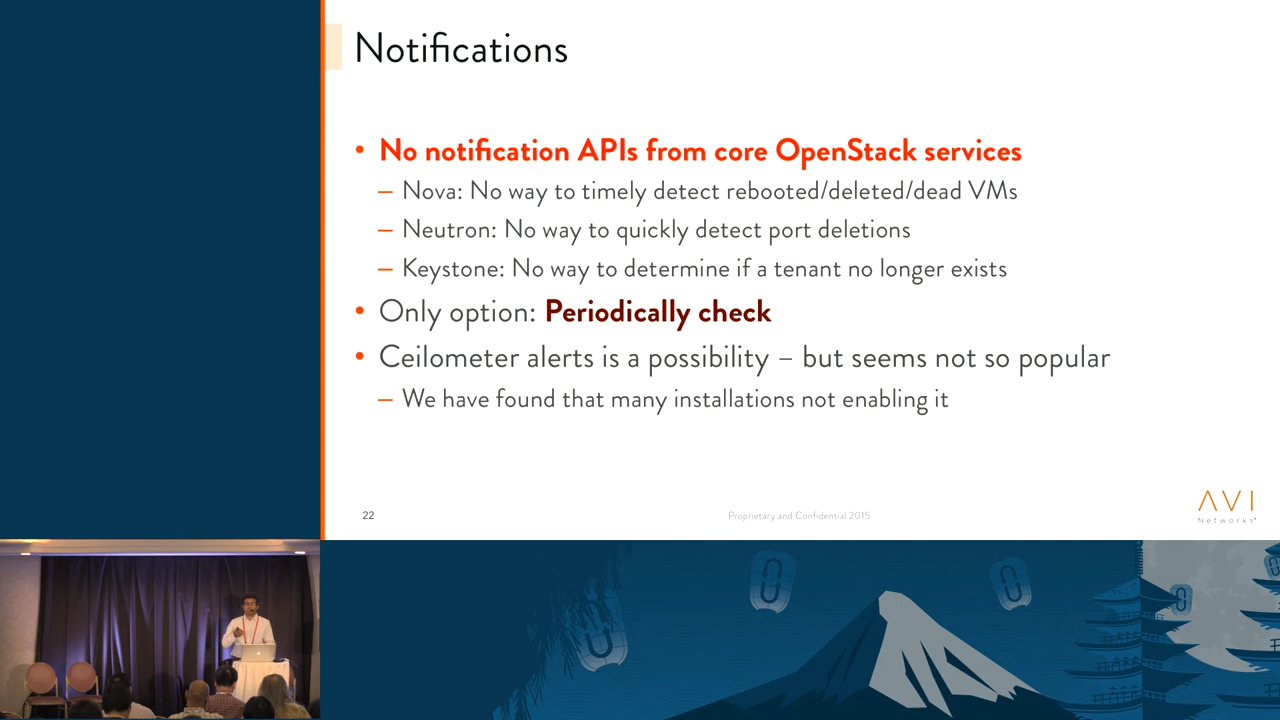 Notifications
• No notification APIs from core OpenStack services
– Nova: No way to timely detect rebooted/deleted/dead VMs
– Neutron: No way to quickly detect port deletions
– Keystone: No way to determine if a tenant no longer exists
• Only option: Periodically check
• Ceilometer alerts is a possibility – but seems not so popular
– We have found that many installations not enabling it
22
Proprietary and Confidential 2015
AVI
Networks